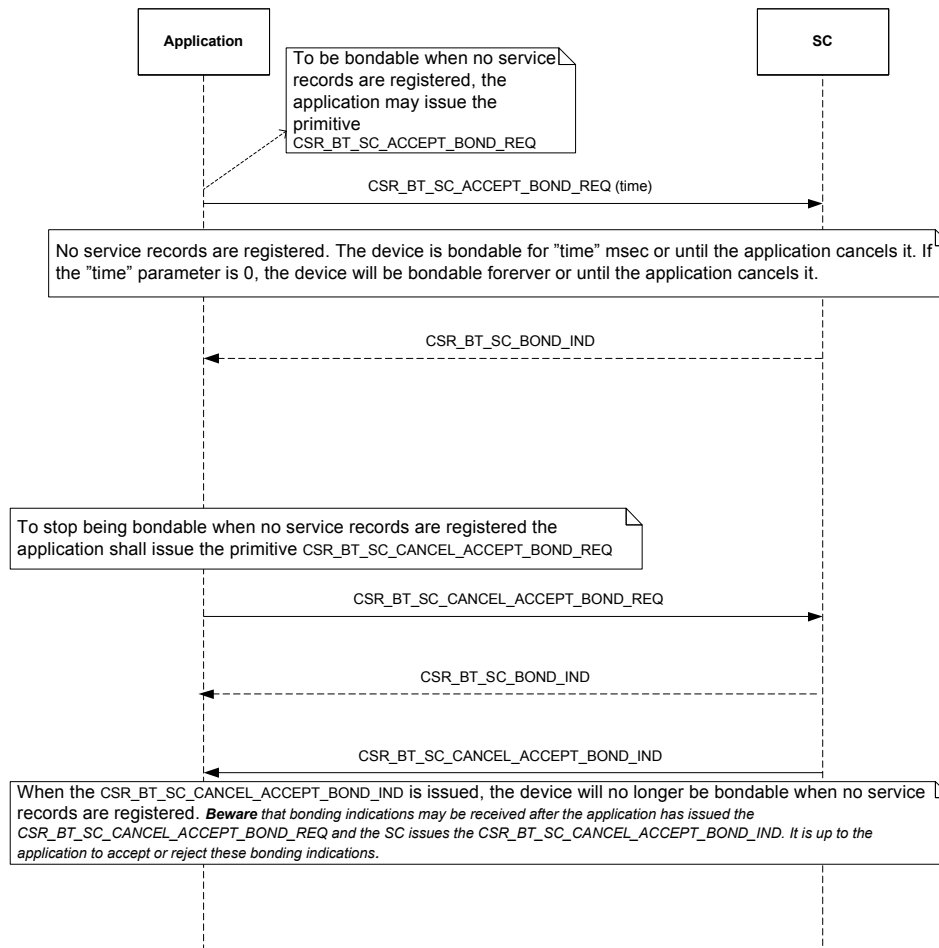 Application
SC
To be bondable when no service
records are registered, the
application may issue the
primitive
CSR_BT_SC_ACCEPT_BOND_REQ
CSR_BT_SC_ACCEPT_BOND_REQ (time)
No service records are registered. The device is bondable for ”time” msec or until the application cancels it. If
the ”time” parameter is 0, the device will be bondable forerver or until the application cancels it.
CSR_BT_SC_BOND_IND
To stop being bondable when no service records are registered the
application shall issue the primitive CSR_BT_SC_CANCEL_ACCEPT_BOND_REQ
CSR_BT_SC_CANCEL_ACCEPT_BOND_REQ
CSR_BT_SC_BOND_IND
CSR_BT_SC_CANCEL_ACCEPT_BOND_IND
When the CSR_BT_SC_CANCEL_ACCEPT_BOND_IND is issued, the device will no longer be bondable when no service
records are registered. Beware that bonding indications may be received after the application has issued the
CSR_BT_SC_CANCEL_ACCEPT_BOND_REQ and the SC issues the CSR_BT_SC_CANCEL_ACCEPT_BOND_IND. It is up to the
application to accept or reject these bonding indications.